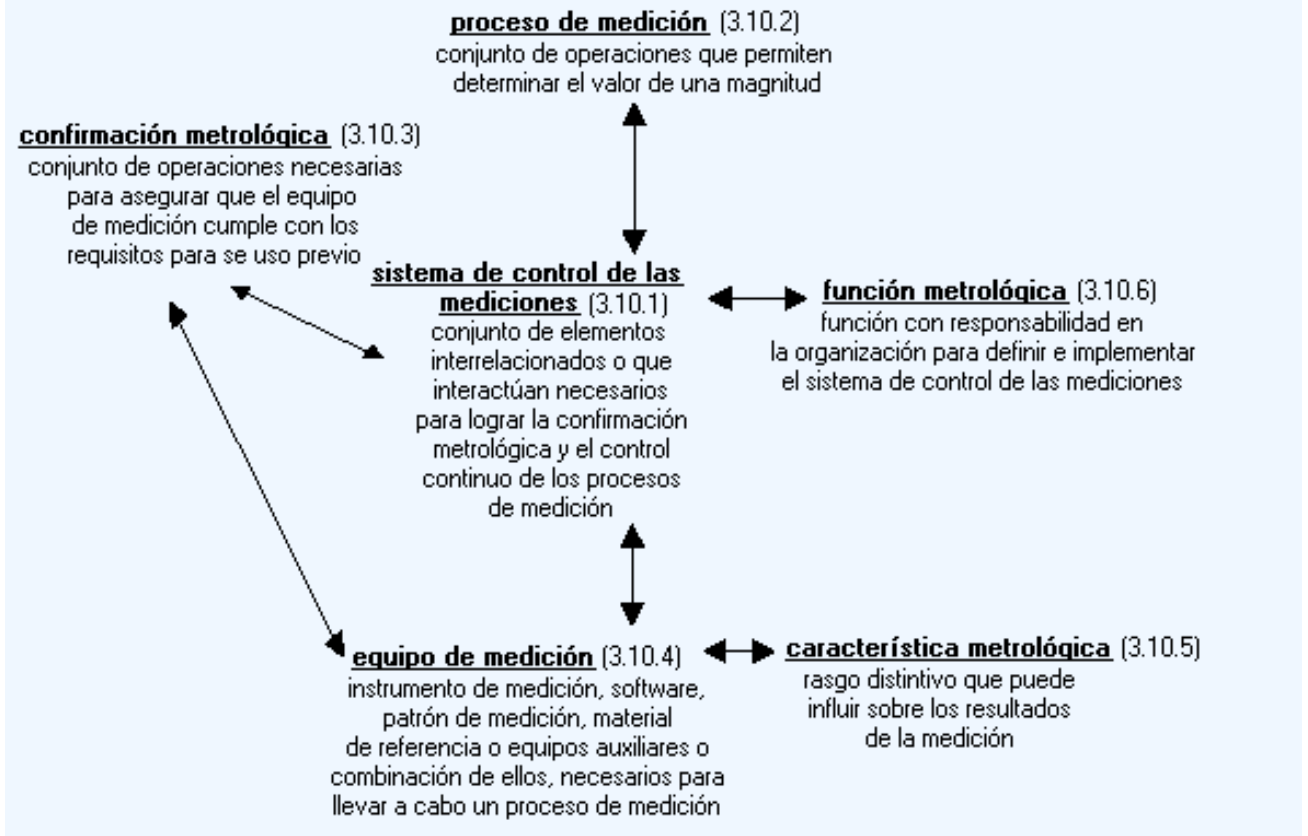 proceso de medición (3.10.2)
conjunto de operaciones que permiten
determinar el valor de una magnitud
confirmación metrológica (3.10.3)
conjunto de operaciones necesarias
para asegurar que el equipo
de medición cumple con los
requisitos para se uso previo
sistema de control de las
mediciones (3.10.1)
conjunto de elementos
interrelacionados o que
interactúan necesarios
para lograr la confirmación
metrológica y el control
continuo de los procesos
de medición
función metrológica (3.10.6)
función con responsabilidad en
la organización para definir e implementar
el sistema de control de las mediciones
equipo de medición (3.10.4)
instrumento de medición, software,
patrón de medición, material
de referencia o equipos auxiliares o
combinación de ellos, necesarios para
llevar a cabo un proceso de medición
característica metrológica (3.10.5)
rasgo distintivo que puede
influir sobre los resultados
de la medición